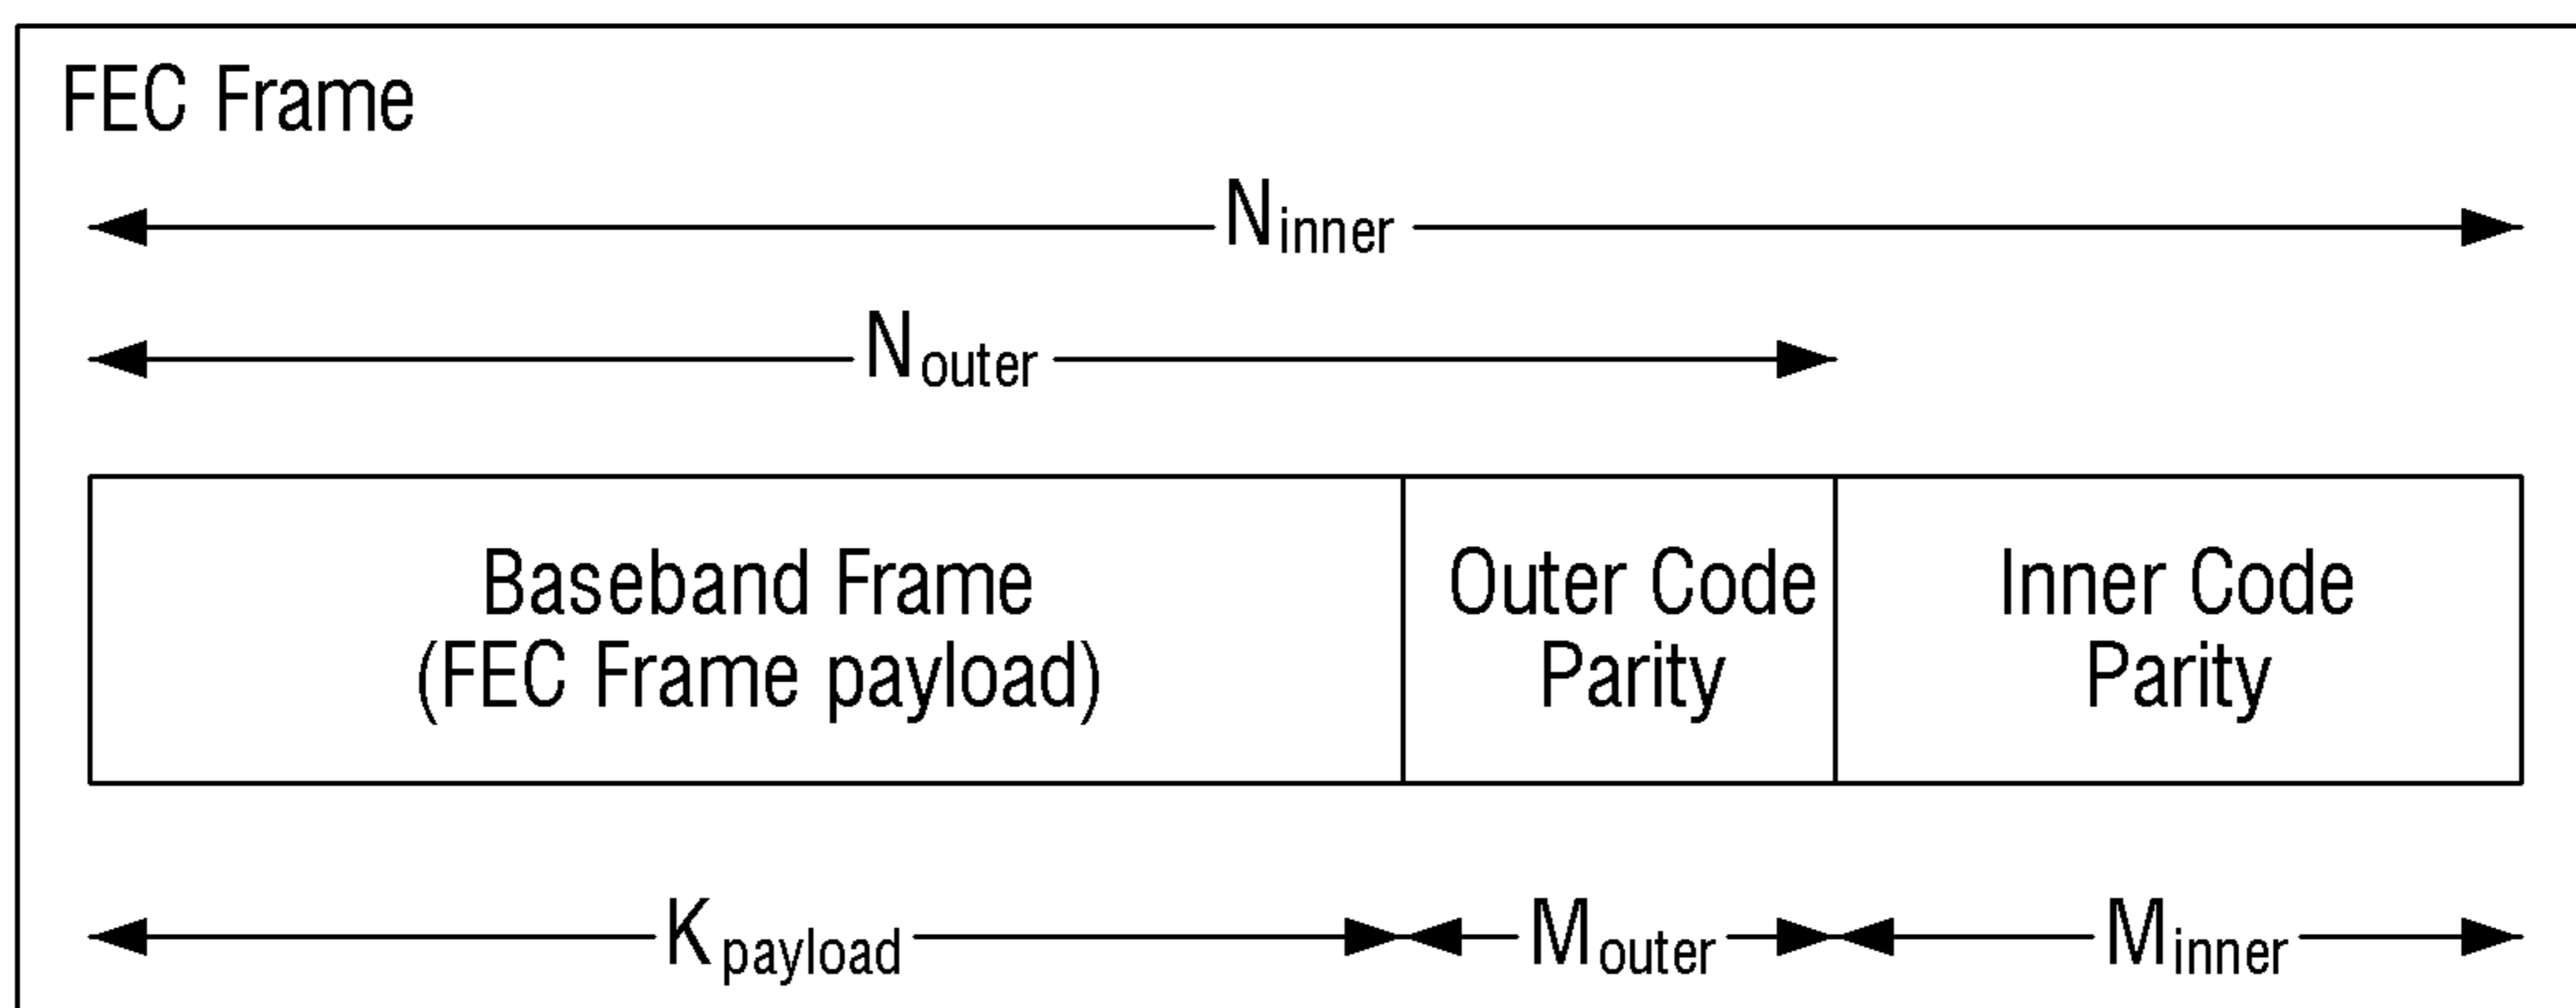 FEC Frame
Ninner
Nouter
Baseband Frame
(FEC Frame payload)
Outer Code
Parity
Inner Code
Parity
Kpayload
Mouter
Minner